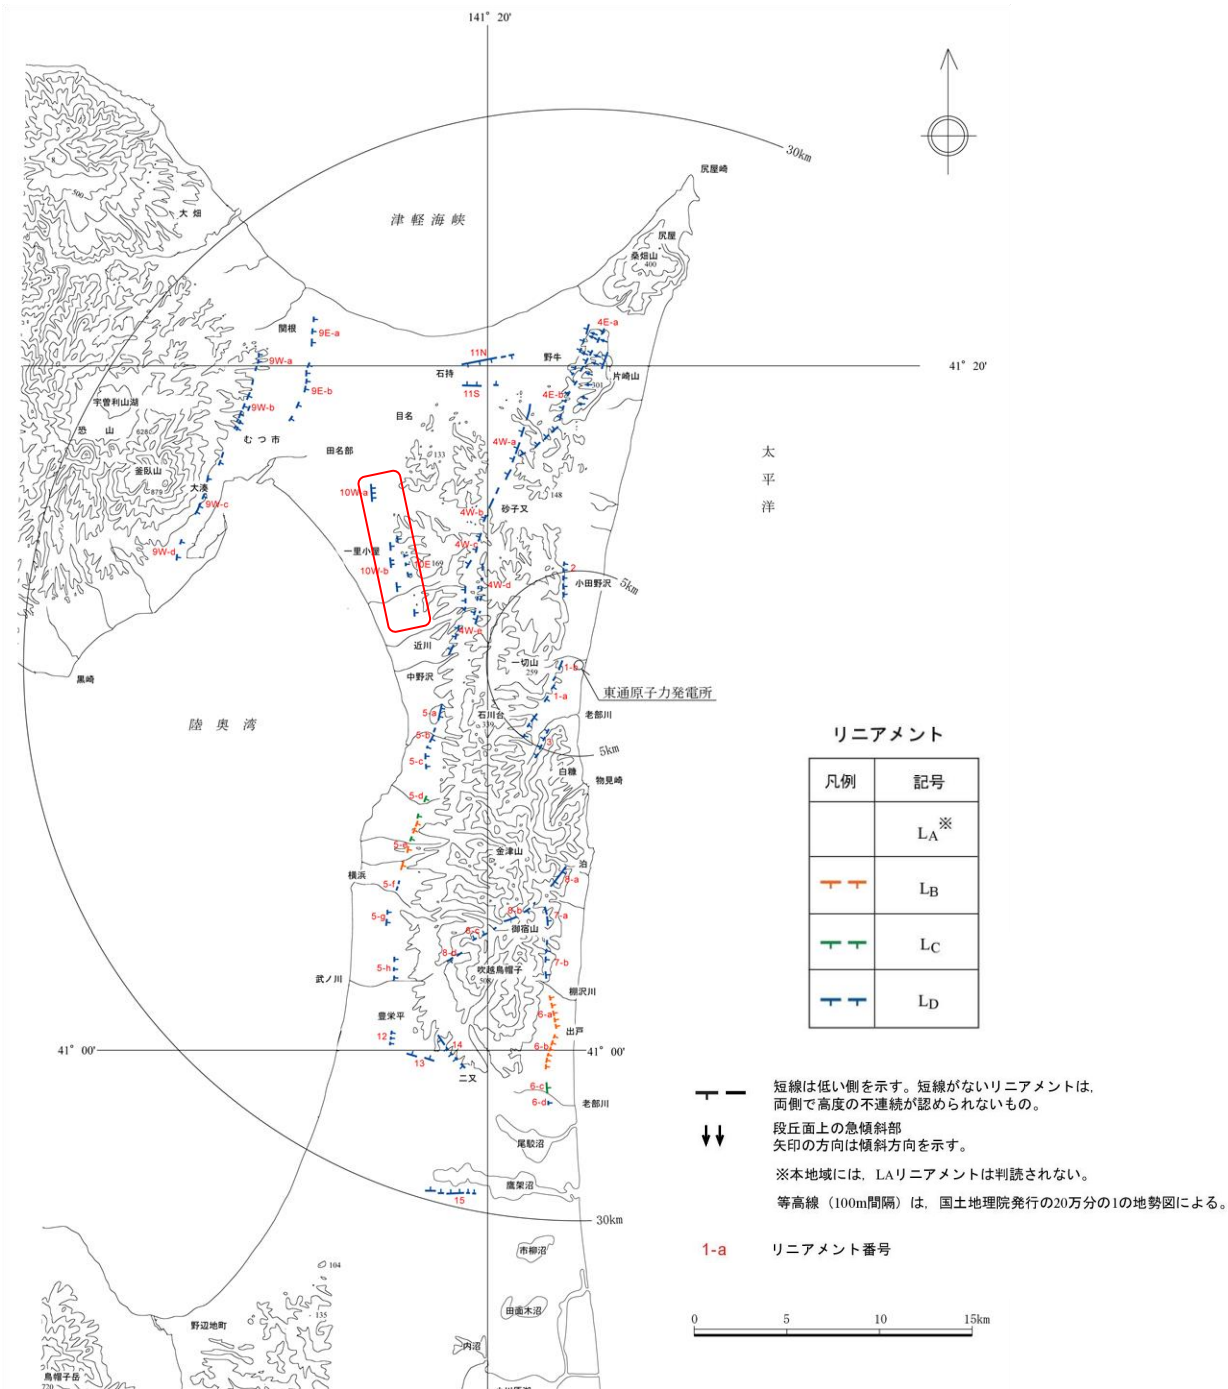 141° 20'
30km
尻屋崎
大畑
500
津軽海峡
尻屋
桑畑山
400
関根
9E-a
4E-a
11N
野牛
9W-a
41° 20'
石持
片崎山
301
宇曽利山湖
9E-b
11S
4E-b
9W-b
目名
恐山
628
むつ市
4W-a
太平洋
田名部
133
釜臥山
879
大湊
10W-a
148
9W-c
4W-b
砂子又
9W-d
一里小屋
4W-c
10W-b
10E
169
2
4W-d
小田野沢
5km
4W-e
近川
一切山
259
1-b
黒崎
中野沢
1-a
東通原子力発電所
陸奥湾
5-a
石川台
339
老部川
5-b
3
5km
5-c
白糠
物見崎
リニアメント
凡例
記号
LA※
LB
LC
LD
5-d
5-e
金津山
泊
横浜
8-a
5-f
8-b
7-a
5-g
御宿山
8-c
8-d
5-h
吹越烏帽子
508
7-b
武ノ川
棚沢川
豊栄平
6-a
出戸
12
14
6-b
41° 00'
41° 00'
13
二又
6-c
6-d
老部川
短線は低い側を示す。短線がないリニアメントは,
両側で高度の不連続が認められないもの。
段丘面上の急傾斜部
矢印の方向は傾斜方向を示す。
※本地域には, LAリニアメントは判読されない。
等高線（100m間隔）は, 国土地理院発行の20万分の1の地勢図による。
尾駮沼
鷹架沼
15
30km
1-a
リニアメント番号
市柳沼
104
田面木沼
135
野辺地町
内沼
0 5 10 15km
烏帽子岳
720